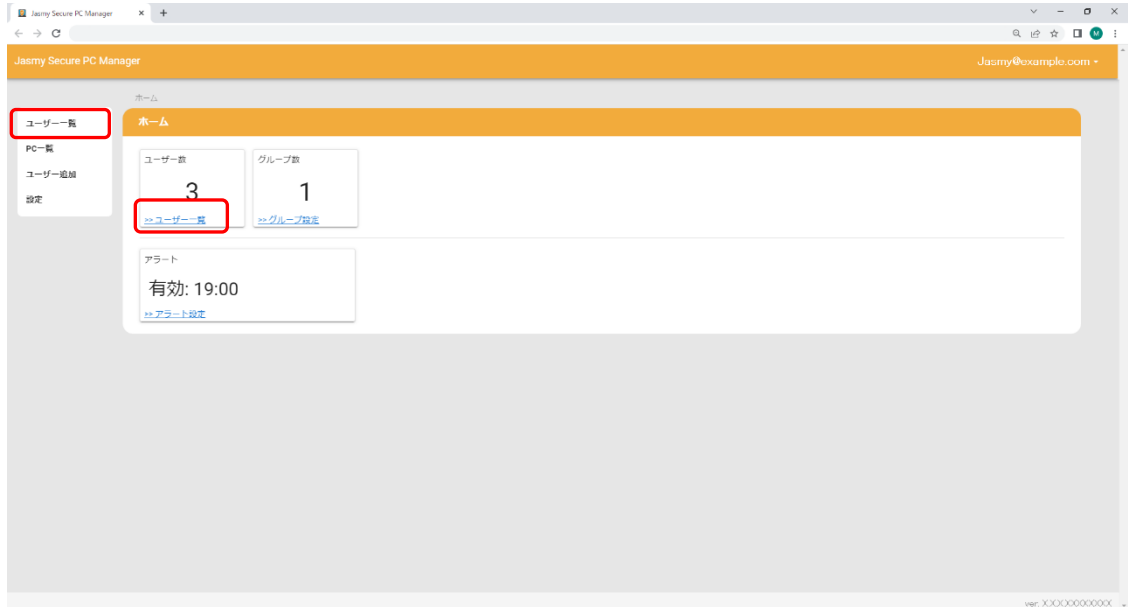 Jasmy Secure PC Manager
M
Jasmy Secure PC Manager
Jasmy@example.com
ホーム
ユーザー一覧
PC一覧
ユーザー追加
設定
ホーム
ユーザー数
3
>> ユーザー一覧
グループ数
1
>> グループ設定
アラート
有効: 19:00
>> アラート設定
ver. XXXXXXXXXXX